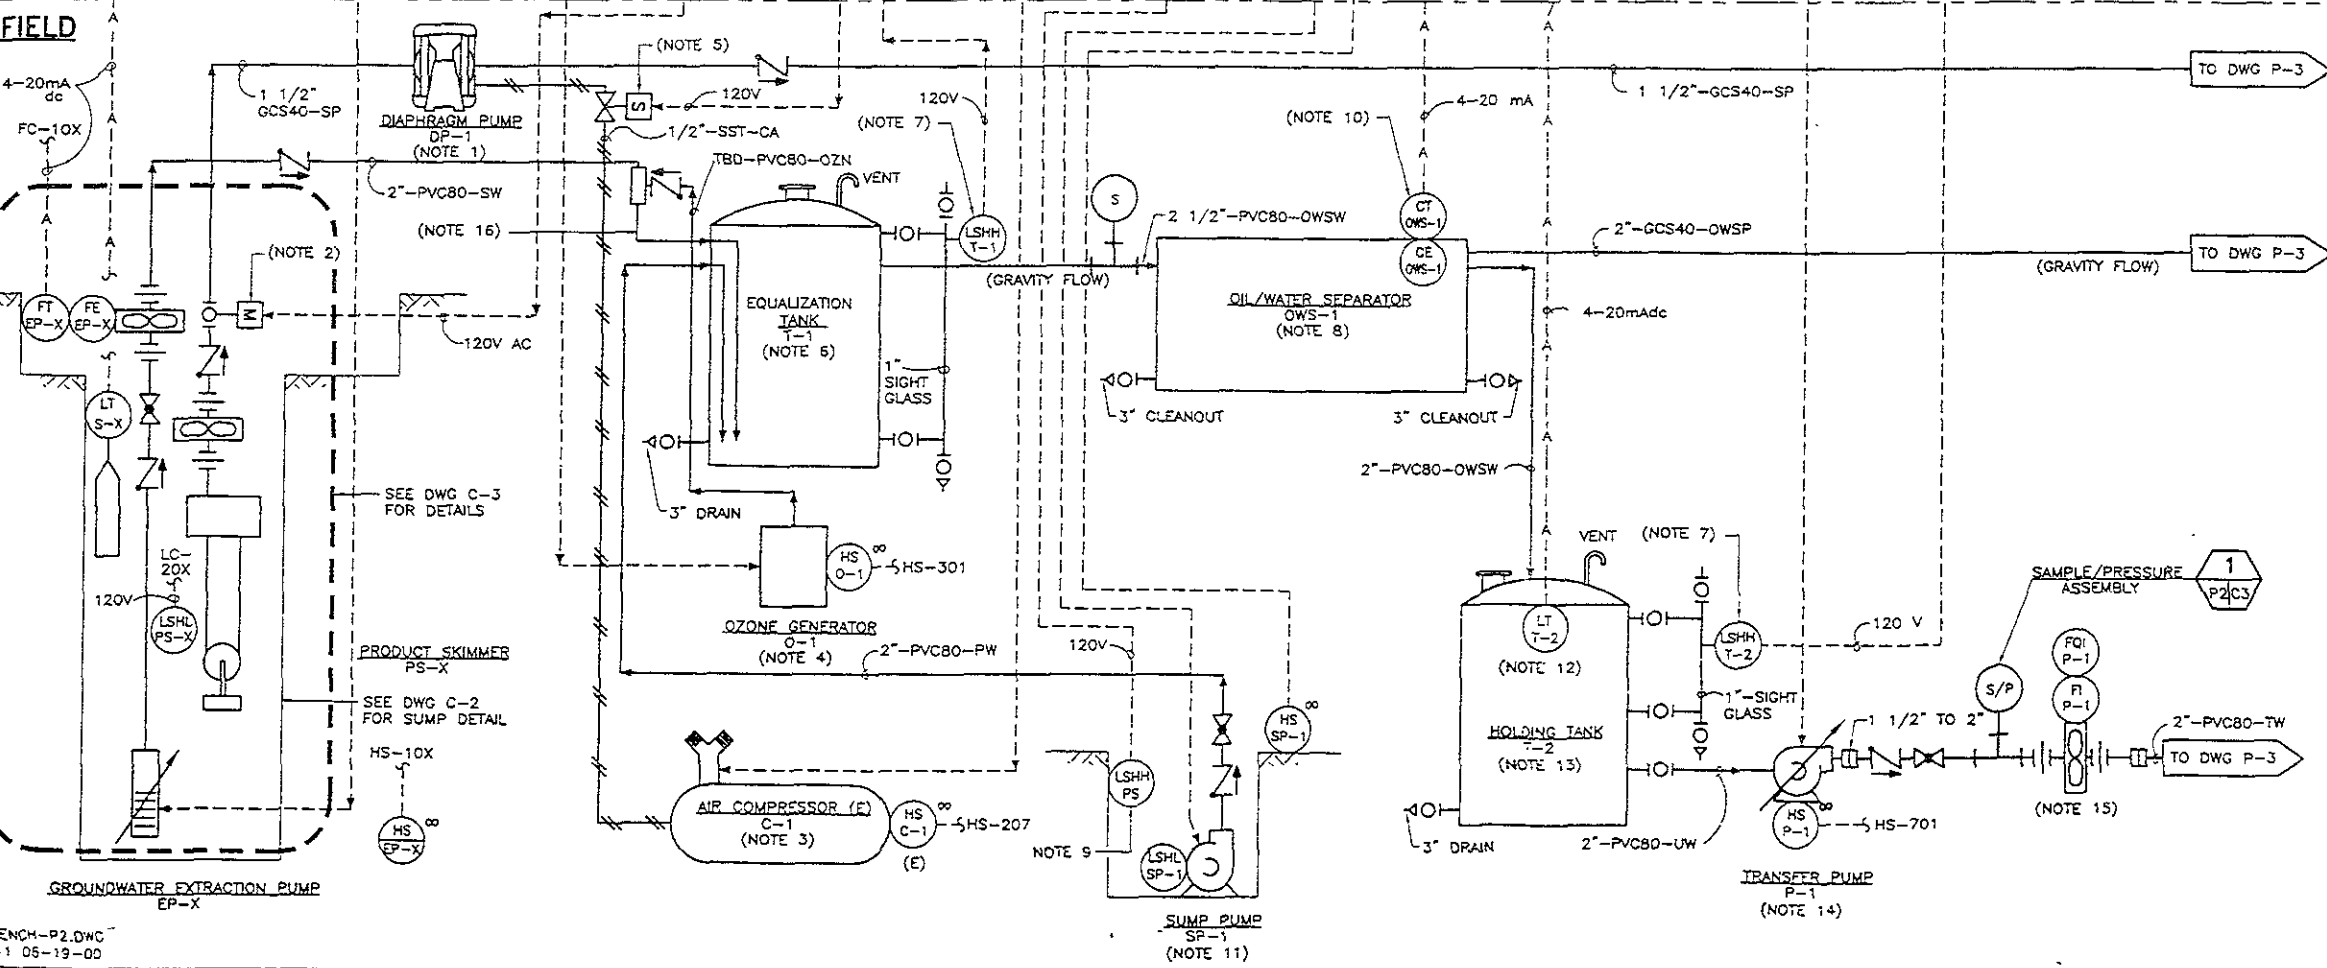 FIELD
A
4-20mA
dc
FC-10X
A
A
1 1/2"
GCS40-SP
DIAPHRAGM PUMP
DP-1
(NOTE 1)
(NOTE 5)
S
120V
1/2"-SST-CA
1 1/2"-GCS40-SP
TO DWG P-3
2"-PVC80-SW
TBD-PVC80-OZN
(NOTE 16)
(NOTE 2)
M
120V AC
FT
EP-X
FE
EP-X
LT
S-X
SEE DWG C-3
FOR DETAILS
LC-
20X
120V
LSHL
PS-X
PRODUCT SKIMMER
PS-X
SEE DWG C-2
FOR SUMP DETAIL
HS-10X
HS
EP-X
GROUNDWATER EXTRACTION PUMP
EP-X
VENT
EQUALIZATION
TANK
T-1
(NOTE 6)
120V
(NOTE 7)
LSHH
T-1
1"
SIGHT
GLASS
3" DRAIN
HS
O-1
HS-301
OZONE GENERATOR
O-1
(NOTE 4)
2"-PVC80-PW
AIR COMPRESSOR (E)
C-1
(NOTE 3)
HS
C-1
HS-207
(E)
S
2 1/2"-PVC80-OWSW
(GRAVITY FLOW)
A
4-20 mA
(NOTE 10)
A
CT
OWS-1
CE
OWS-1
OIL/WATER SEPARATOR
OWS-1
(NOTE 8)
3" CLEANOUT
3" CLEANOUT
2"-GCS40-OWSP
(GRAVITY FLOW)
TO DWG P-3
A
A
A
4-20mAdc
A
A
A
2"-PVC80-OWSW
120V
LSHH
PS
NOTE 9
LSHL
SP-1
HS
SP-1
SUMP PUMP
SP-1
(NOTE 11)
VENT
(NOTE 7)
LT
T-2
(NOTE 12)
LSHH
T-2
120 V
HOLDING TANK
T-2
(NOTE 13)
1"-SIGHT
GLASS
3" DRAIN
2"-PVC80-UW
1 1/2" TO 2"
HS
P-1
HS-701
TRANSFER PUMP
P-1
(NOTE 14)
SAMPLE/PRESSURE
ASSEMBLY
1
P2 C3
S/P
FQI
P-1
FI
P-1
(NOTE 15)
2"-PVC80-TW
TO DWG P-3
ENCH-P2.DWG
-1 05-19-00